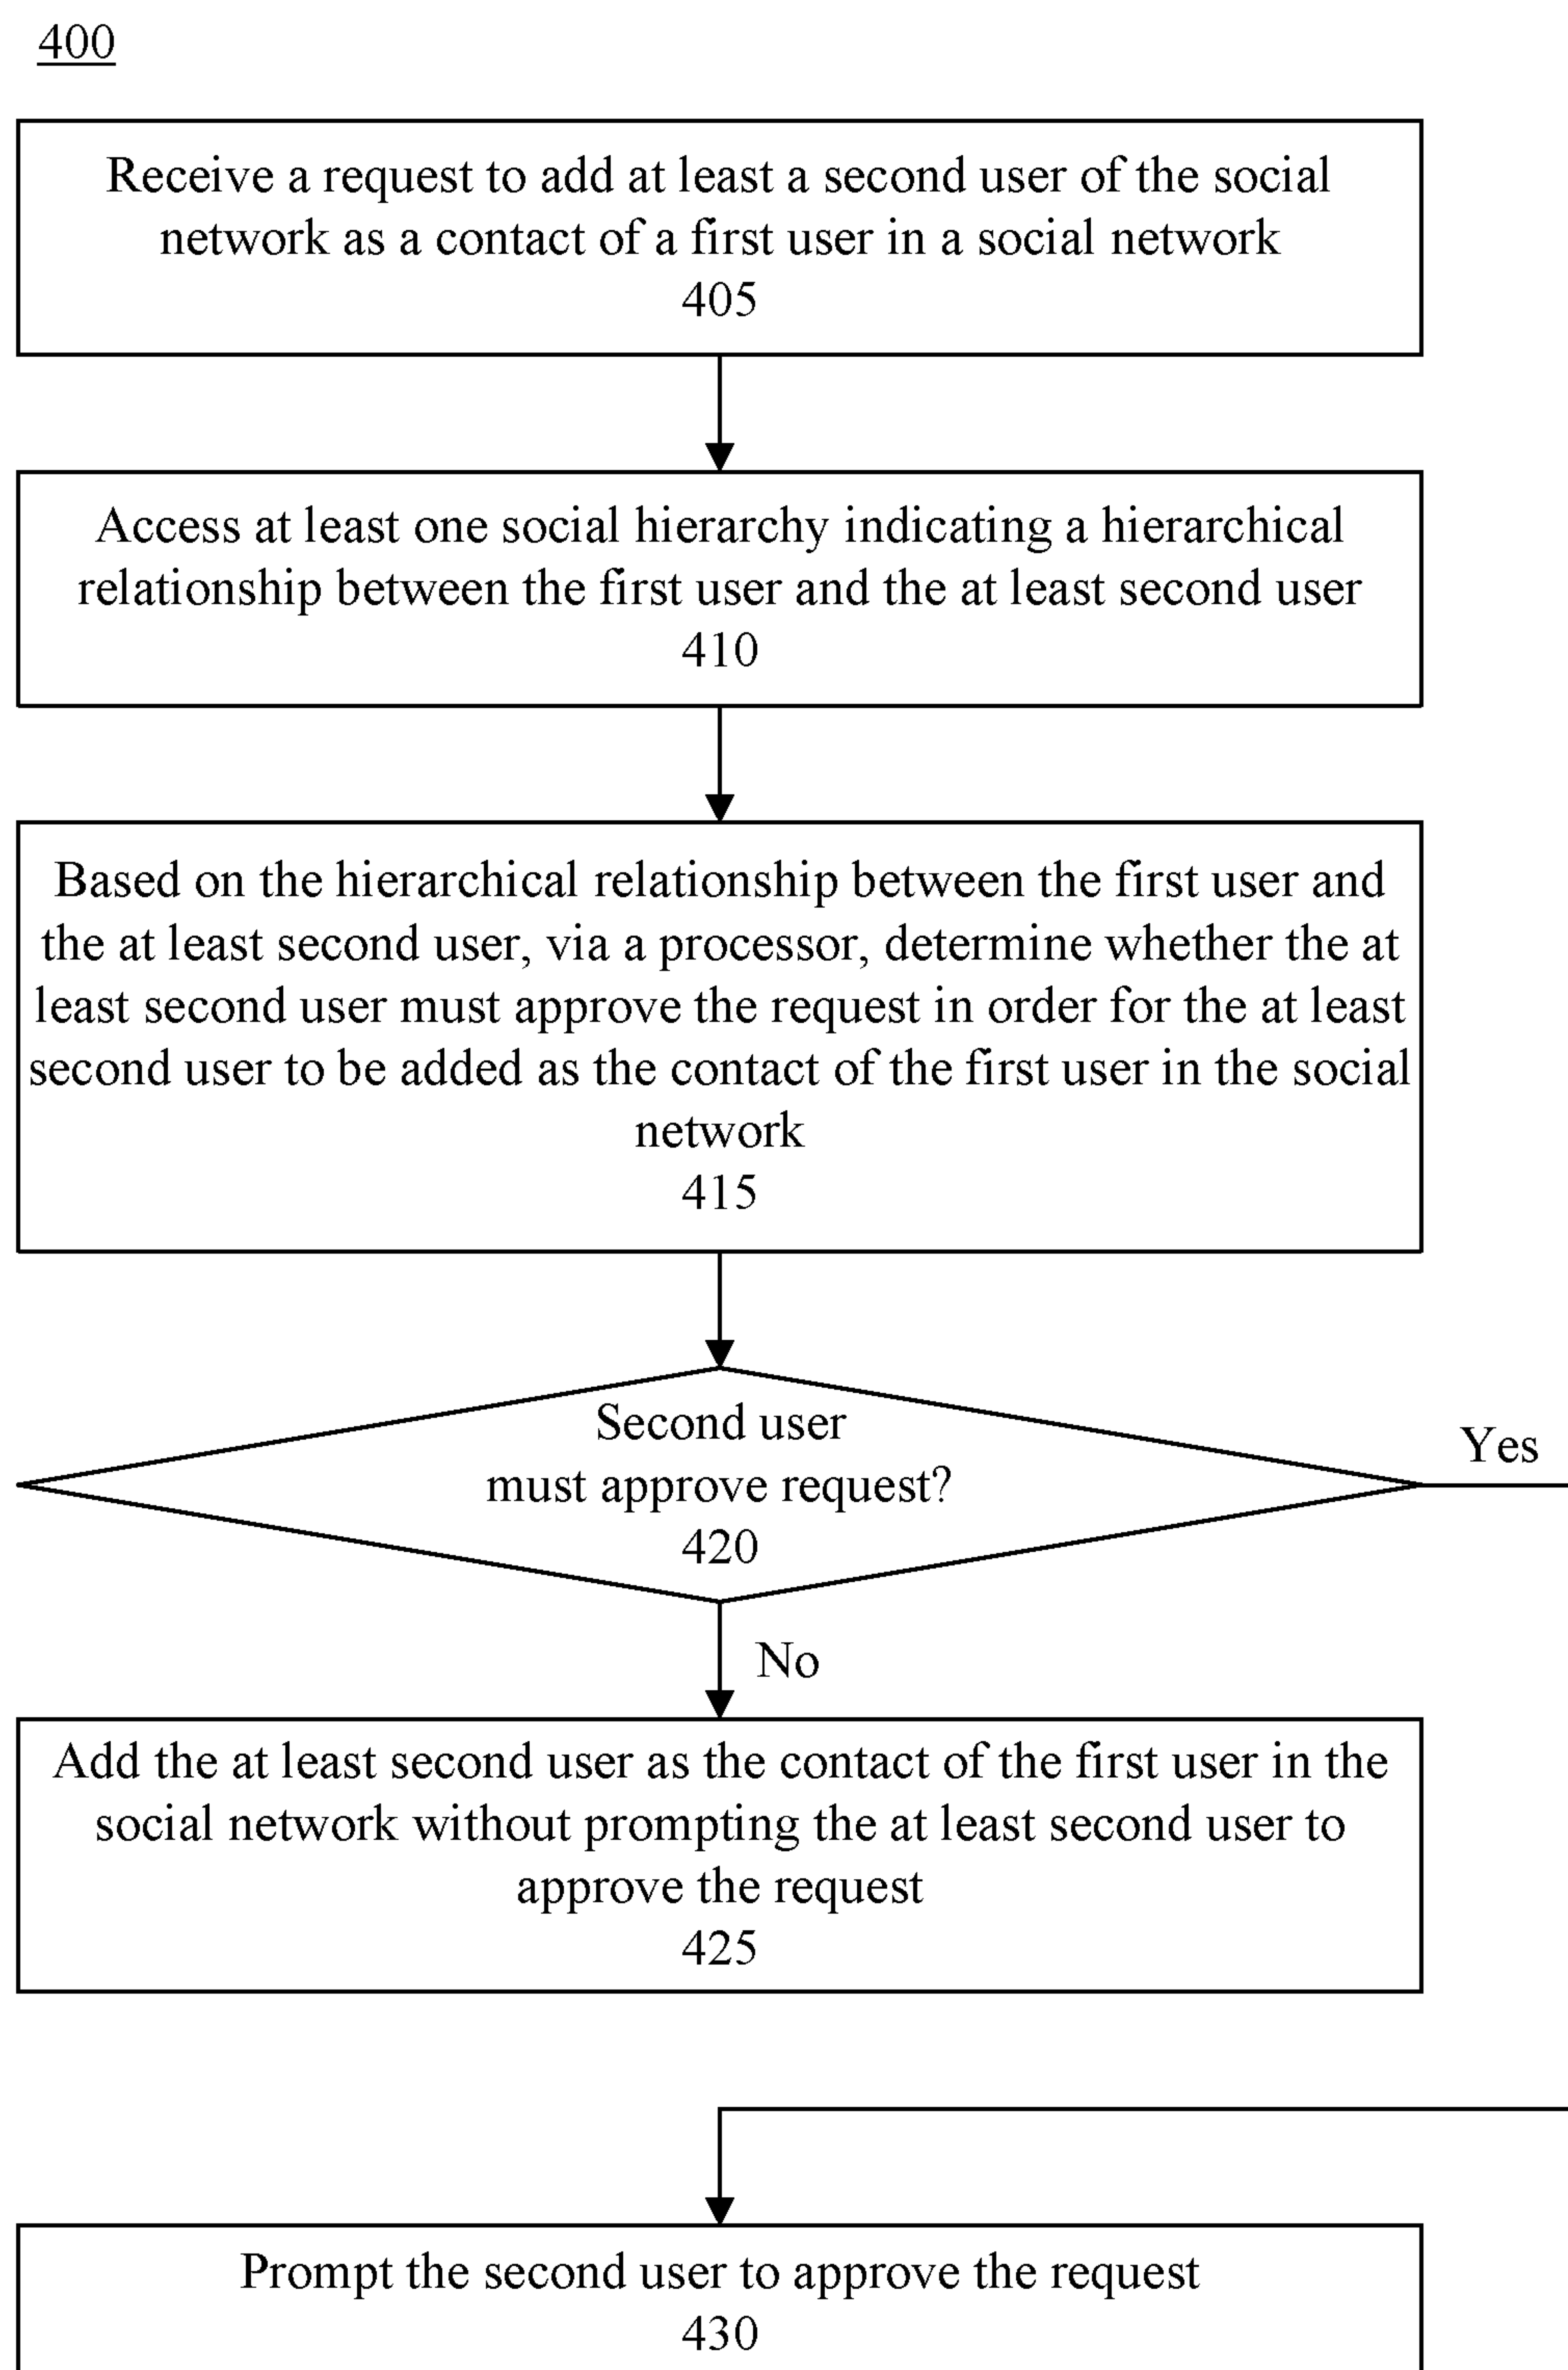 400
Receive a request to add at least a second user of the social
network as a contact of a first user in a social network
405
Access at least one social hierarchy indicating a hierarchical
relationship between the first user and the at least second user
410
Based on the hierarchical relationship between the first user and
the at least second user, via a processor, determine whether the at
least second user must approve the request in order for the at least
second user to be added as the contact of the first user in the social
network
415
Second user
must approve request?
420
Yes
No
Add the at least second user as the contact of the first user in the
social network without prompting the at least second user to
approve the request
425
Prompt the second user to approve the request
430